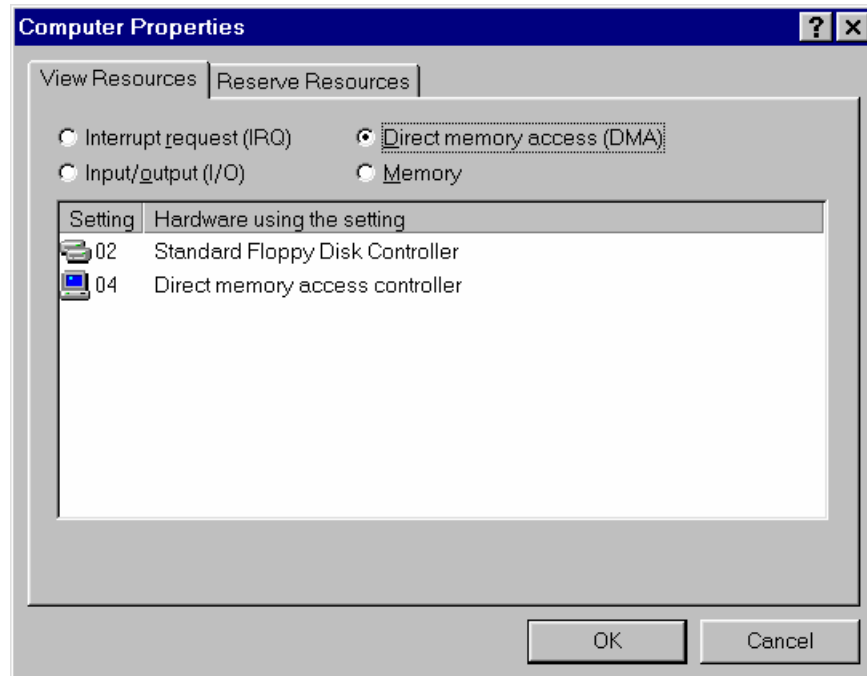 Computer Properties
View Resources Reserve Resources
Interrupt request (IRQ) Direct memory access (DMA)
Input/output (I/O) Memory
Setting Hardware using the setting
02 Standard Floppy Disk Controller
04 Direct memory access controller
OK Cancel